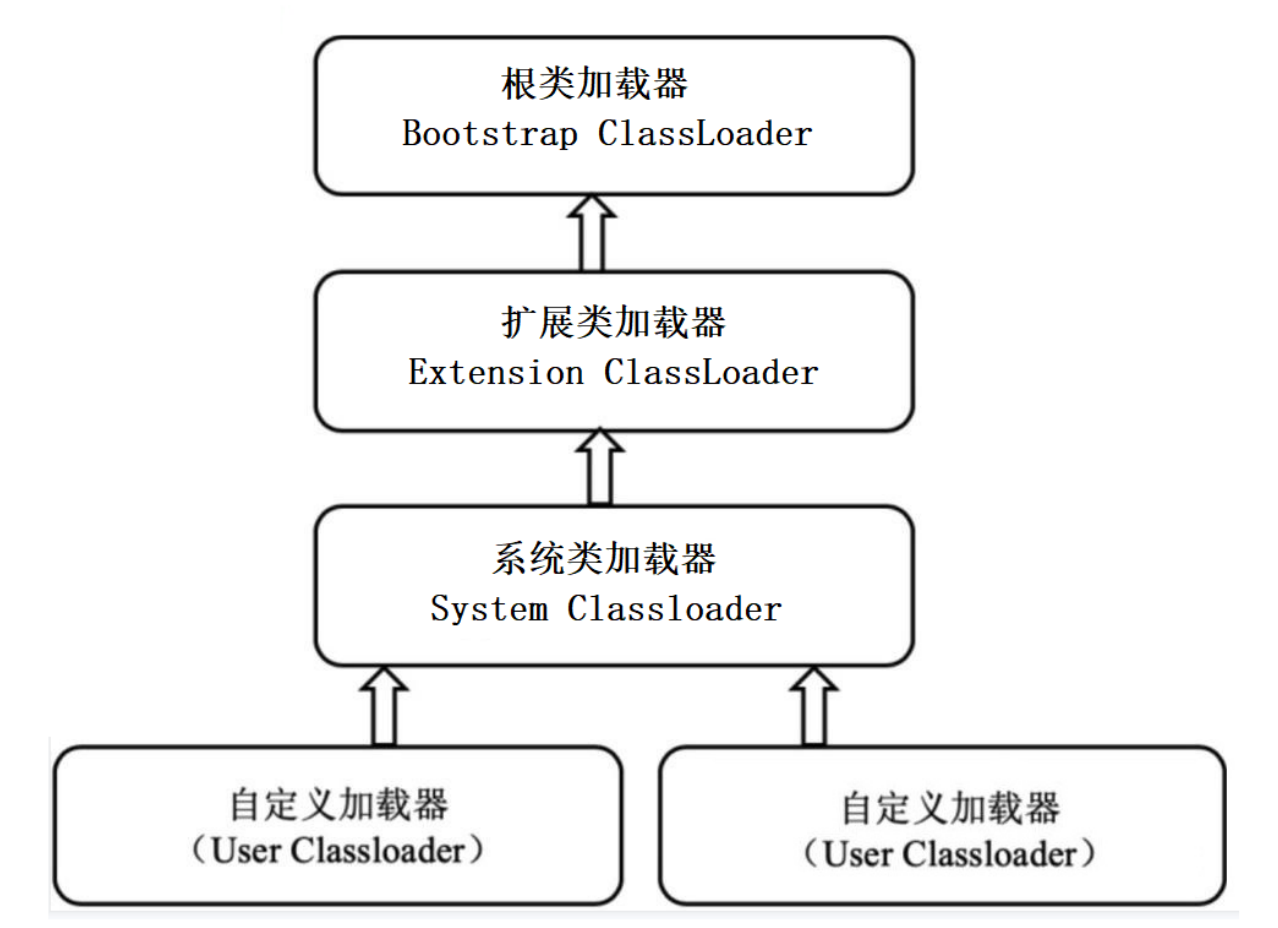 根类加载器
Bootstrap ClassLoader
扩展类加载器
Extension ClassLoader
系统类加载器
System Classloader
自定义加载器
（User Classloader）
自定义加载器
（User Classloader）